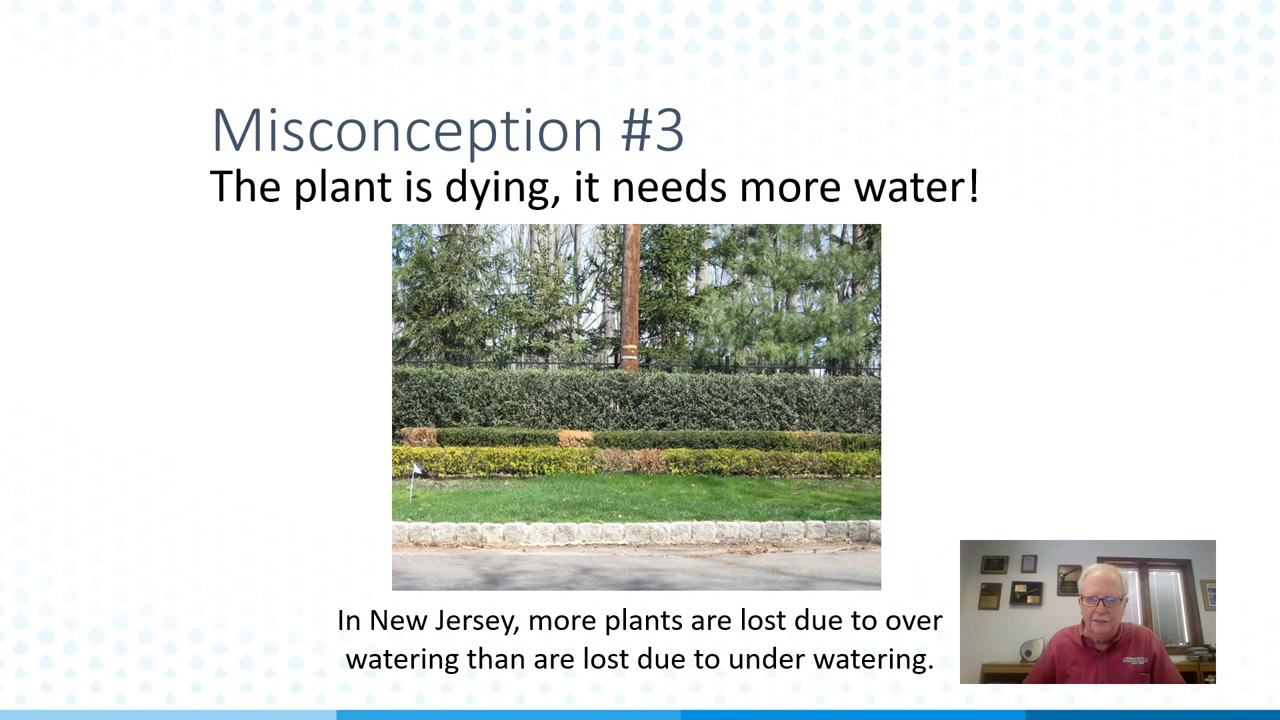 Misconception #3
The plant is dying, it needs more water!
In New Jersey, more plants are lost due to over
watering than are lost due to under watering.